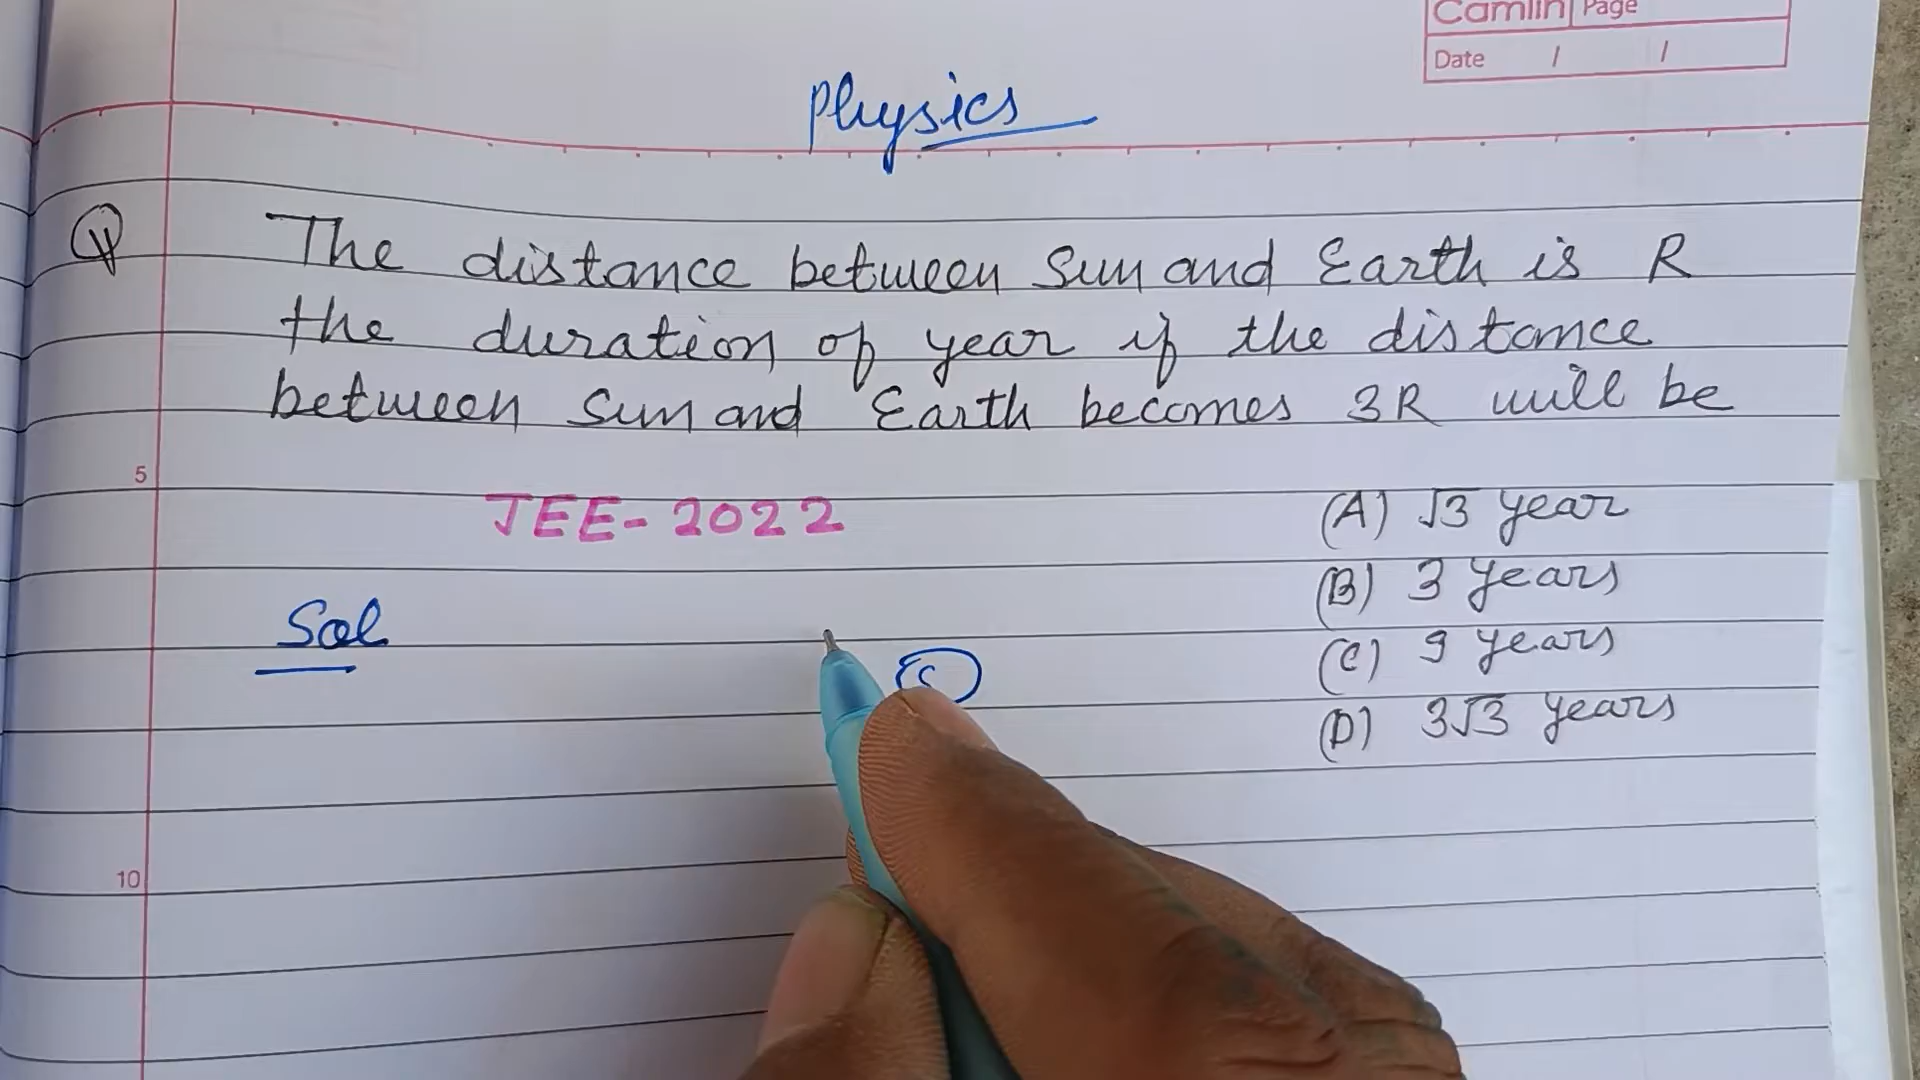 Camlin Page
Date / /
Physics
Q The distance between Sun and Earth is R
the duration of year if the distance
between Sun and Earth becomes 3R will be
5
JEE-2022
(A) √3 year
(B) 3 years
(C) 9 years
(D) 3√3 years
Sol
S
10